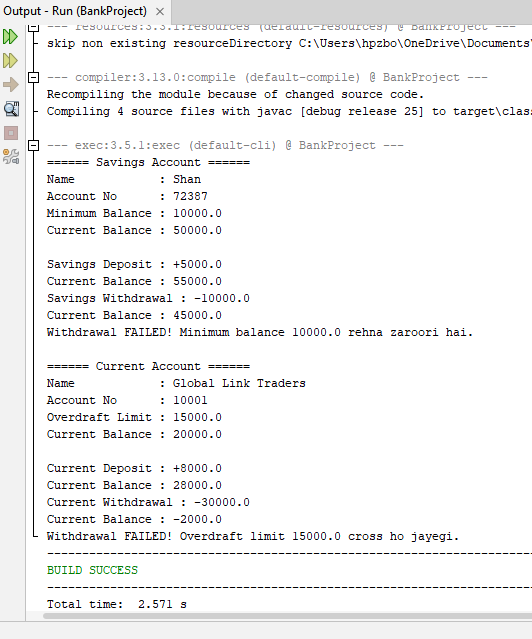 Output - Run (BankProject) ×
--- resources:3.3.1:resources (default-resources) @ BankProject ---
skip non existing resourceDirectory C:\Users\hpzbo\OneDrive\Documents\
--- compiler:3.13.0:compile (default-compile) @ BankProject ---
Recompiling the module because of changed source code.
Compiling 4 source files with javac [debug release 25] to target\clas
--- exec:3.5.1:exec (default-cli) @ BankProject ---
====== Savings Account ======
Name            : Shan
Account No      : 72387
Minimum Balance : 10000.0
Current Balance : 50000.0

Savings Deposit : +5000.0
Current Balance : 55000.0
Savings Withdrawal : -10000.0
Current Balance : 45000.0
Withdrawal FAILED! Minimum balance 10000.0 rehna zaroori hai.

====== Current Account ======
Name            : Global Link Traders
Account No      : 10001
Overdraft Limit : 15000.0
Current Balance : 20000.0

Current Deposit : +8000.0
Current Balance : 28000.0
Current Withdrawal : -30000.0
Current Balance : -2000.0
Withdrawal FAILED! Overdraft limit 15000.0 cross ho jayegi.
------------------------------------------------------------------------
BUILD SUCCESS
------------------------------------------------------------------------
Total time:  2.571 s